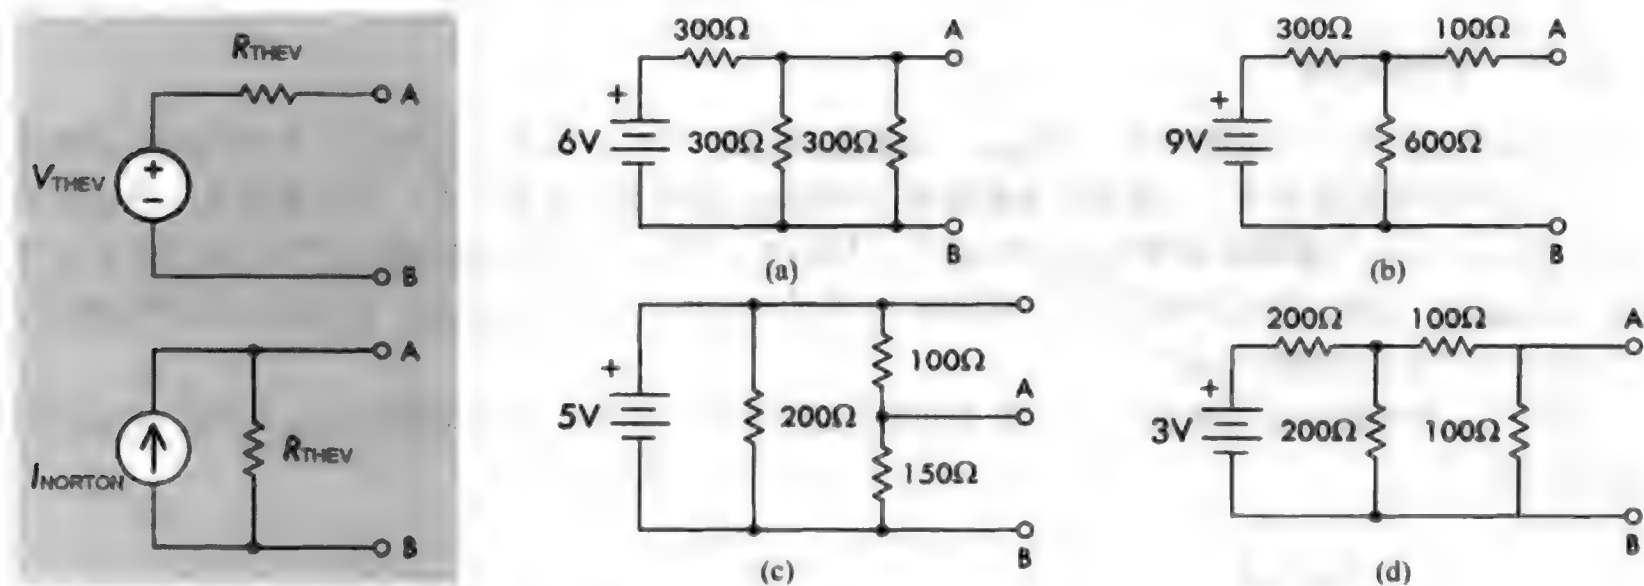 R_THEV
A
V_THEV
+
−
B
A
I_NORTON
R_THEV
B
300Ω
A
+
6V
300Ω
300Ω
B
(a)
300Ω
100Ω
A
+
9V
600Ω
B
(b)
+
5V
200Ω
100Ω
A
150Ω
B
(c)
200Ω
100Ω
A
+
3V
200Ω
100Ω
B
(d)